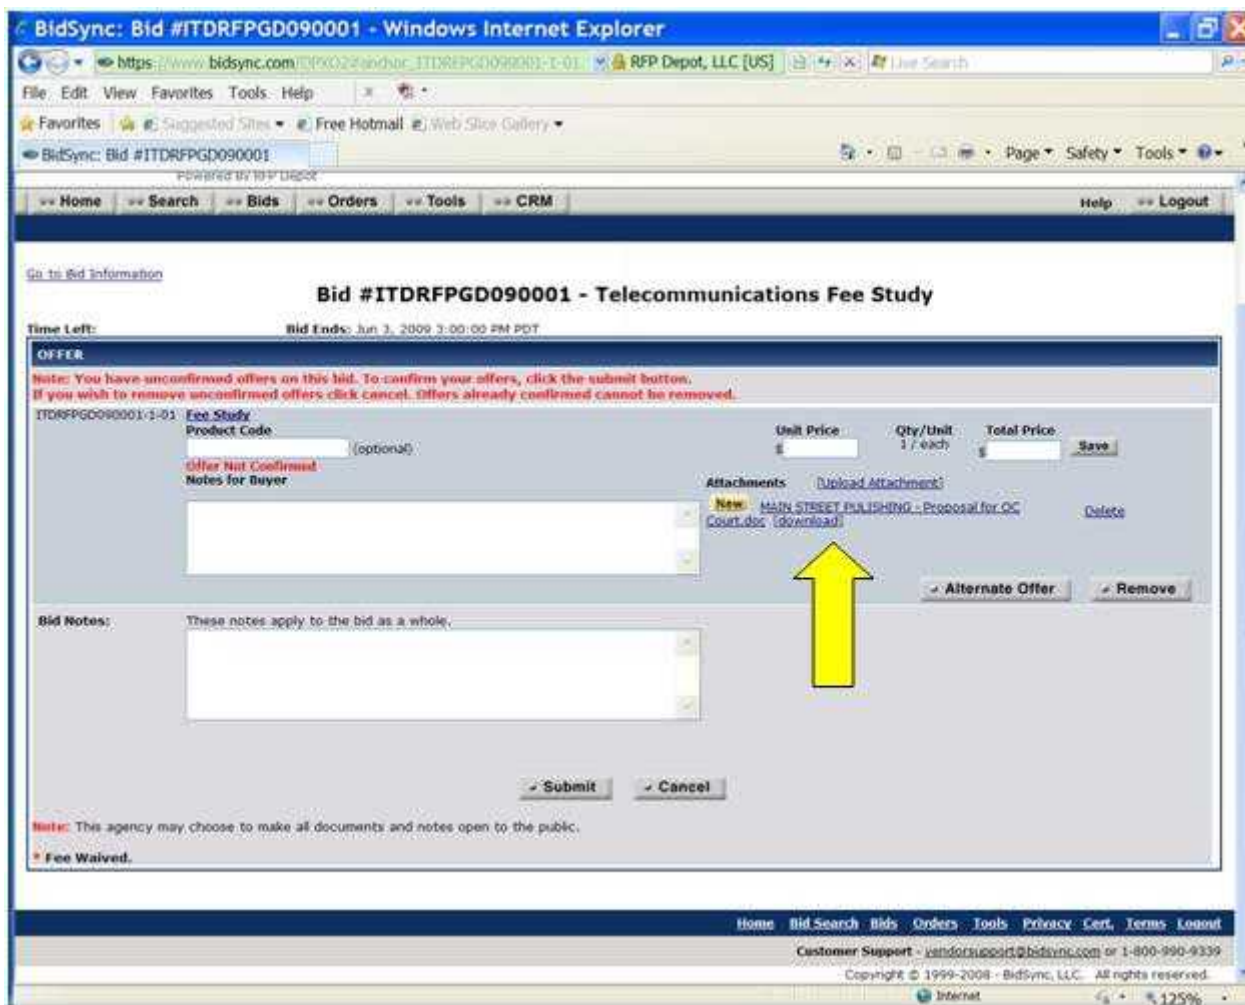 BidSync: Bid #ITDRFPGD090001 - Windows Internet Explorer
https://www.bidsync.com RFP Depot, LLC [US] Live Search
File Edit View Favorites Tools Help
Favorites Suggested Sites Free Hotmail Web Slice Gallery
BidSync: Bid #ITDRFPGD090001 Page Safety Tools
Powered By RFP Depot
Home Search Bids Orders Tools CRM Help Logout
Go to Bid Information
Bid #ITDRFPGD090001 - Telecommunications Fee Study
Time Left: Bid Ends: Jun 3, 2009 3:00:00 PM PDT
OFFER
Note: You have unconfirmed offers on this bid. To confirm your offers, click the submit button.
If you wish to remove unconfirmed offers click cancel. Offers already confirmed cannot be removed.
ITDRFPGD090001-1-01 Fee Study
Product Code Unit Price Qty/Unit Total Price
(optional) $ 1 / each $ Save
Offer Not Confirmed
Notes for Buyer Attachments [Upload Attachment]
New MAIN STREET PULISHING - Proposal for OC Delete
Court.doc [download]
Alternate Offer Remove
Bid Notes: These notes apply to the bid as a whole.
Submit Cancel
Note: This agency may choose to make all documents and notes open to the public.
* Fee Waived.
Home Bid Search Bids Orders Tools Privacy Cert. Terms Logout
Customer Support - vendorsupport@bidsync.com or 1-800-990-9339
Copyright © 1999-2008 - BidSync, LLC. All rights reserved.
Internet 125%